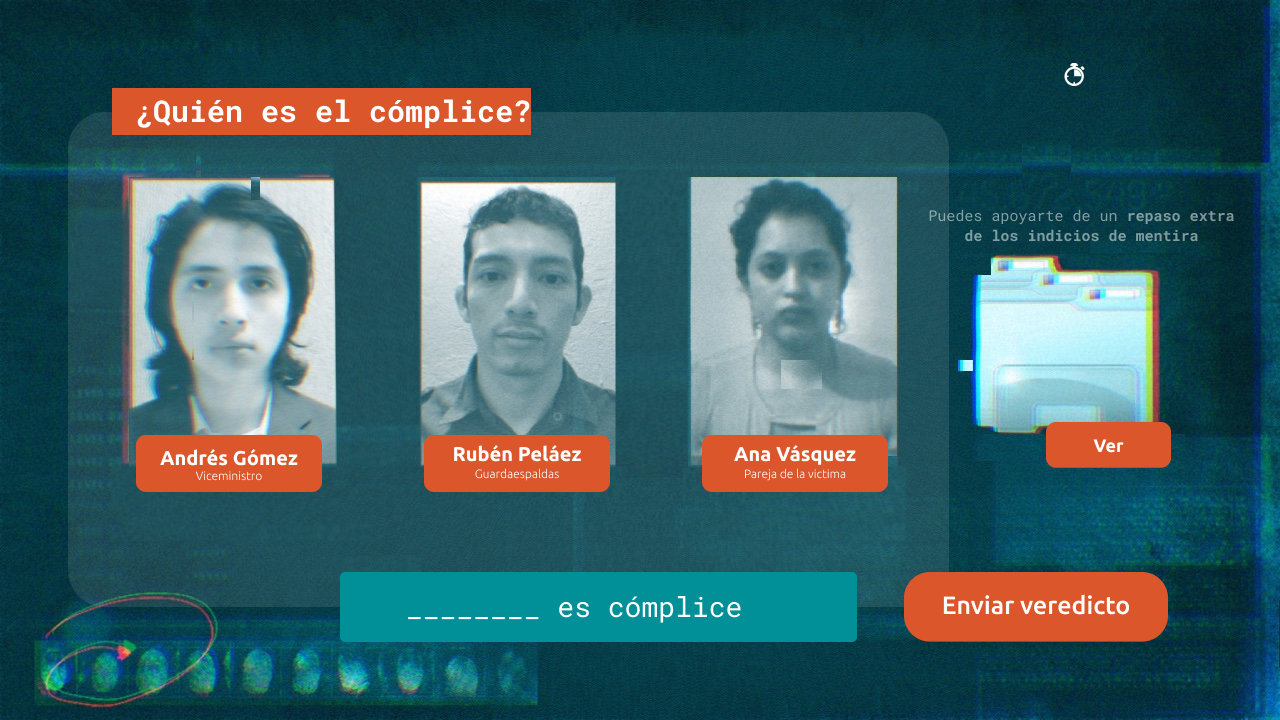 ¿Quién es el cómplice?
Puedes apoyarte de un repaso extra
de los indicios de mentira
Andrés Gómez
Viceministro
Rubén Peláez
Guardaespaldas
Ana Vásquez
Pareja de la víctima
Ver
________ es cómplice
Enviar veredicto